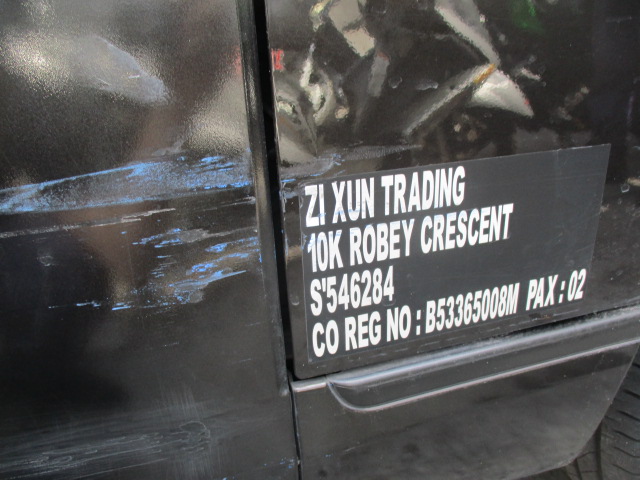 ZI XUN TRADING
10K ROBEY CRESCENT
S'546284
CO REG NO : B53365008M PAX : 02